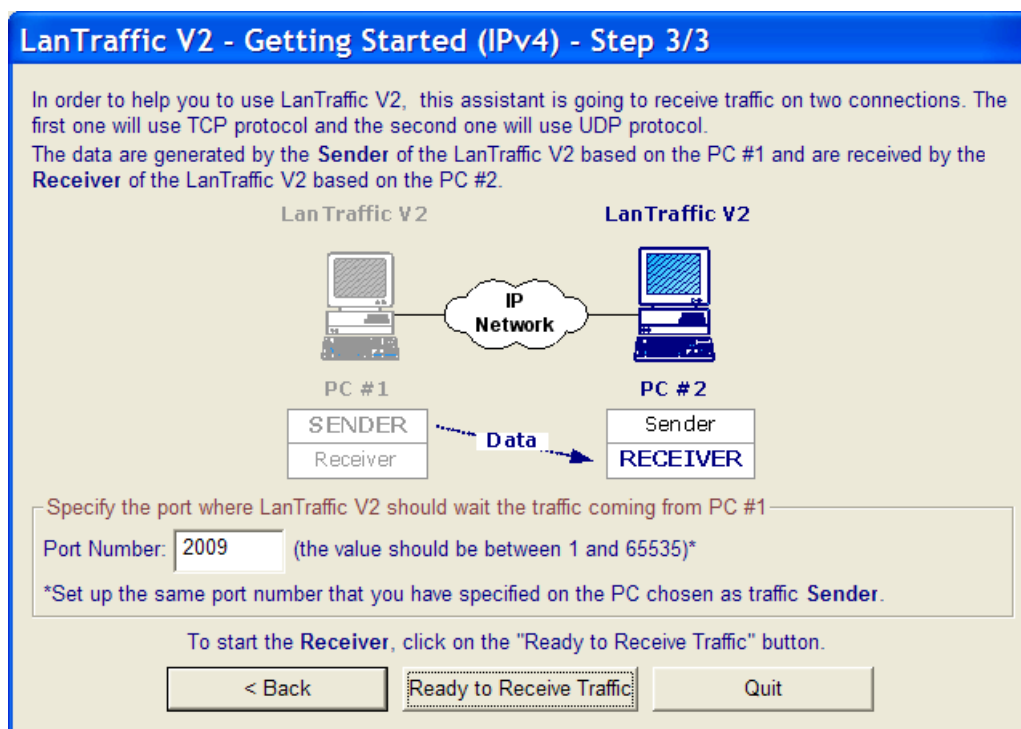 LanTraffic V2 - Getting Started (IPv4) - Step 3/3
In order to help you to use LanTraffic V2, this assistant is going to receive traffic on two connections. The
first one will use TCP protocol and the second one will use UDP protocol.
The data are generated by the Sender of the LanTraffic V2 based on the PC #1 and are received by the
Receiver of the LanTraffic V2 based on the PC #2.
LanTraffic V2 LanTraffic V2
IP
Network
PC #1 PC #2
SENDER Sender
Data
Receiver RECEIVER
Specify the port where LanTraffic V2 should wait the traffic coming from PC #1
Port Number: 2009 (the value should be between 1 and 65535)*
*Set up the same port number that you have specified on the PC chosen as traffic Sender.
To start the Receiver, click on the "Ready to Receive Traffic" button.
< Back Ready to Receive Traffic Quit